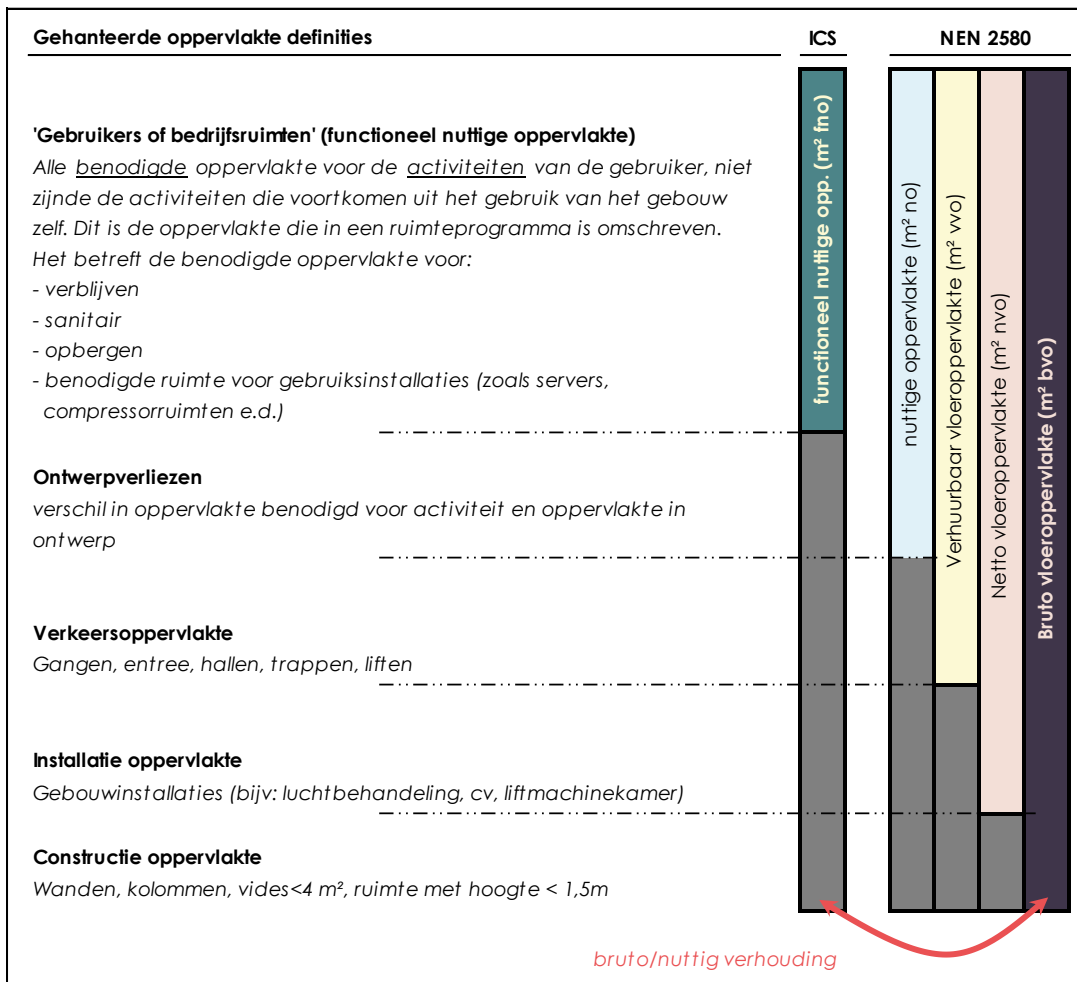 Gehanteerde oppervlakte definities
ICS
NEN 2580
'Gebruikers of bedrijfsruimten' (functioneel nuttige oppervlakte)
Alle benodigde oppervlakte voor de activiteiten van de gebruiker, niet
zijnde de activiteiten die voortkomen uit het gebruik van het gebouw
zelf. Dit is de oppervlakte die in een ruimteprogramma is omschreven.
Het betreft de benodigde oppervlakte voor:
- verblijven
- sanitair
- opbergen
- benodigde ruimte voor gebruiksinstallaties (zoals servers,
compressorruimten e.d.)
Ontwerpverliezen
verschil in oppervlakte benodigd voor activiteit en oppervlakte in
ontwerp
Verkeersoppervlakte
Gangen, entree, hallen, trappen, liften
Installatie oppervlakte
Gebouwinstallaties (bijv: luchtbehandeling, cv, liftmachinekamer)
Constructie oppervlakte
Wanden, kolommen, vides<4 m², ruimte met hoogte < 1,5m
functioneel nuttige opp. (m² fno)
nuttige oppervlakte (m² no)
Verhuurbaar vloeroppervlakte (m² vvo)
Netto vloeroppervlakte (m² nvo)
Bruto vloeroppervlakte (m² bvo)
bruto/nuttig verhouding